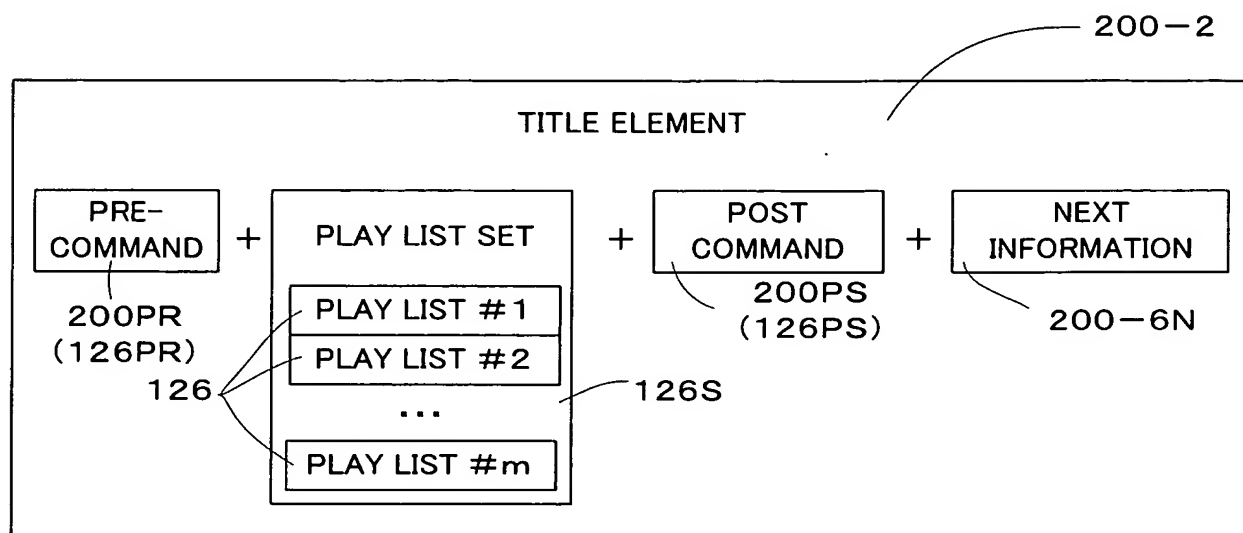 200-2
TITLE ELEMENT
PRE-
COMMAND
+
PLAY LIST SET
+
POST
COMMAND
+
NEXT
INFORMATION
200PR
(126PR)
PLAY LIST #1
PLAY LIST #2
...
PLAY LIST #m
126
126S
200PS
(126PS)
200-6N